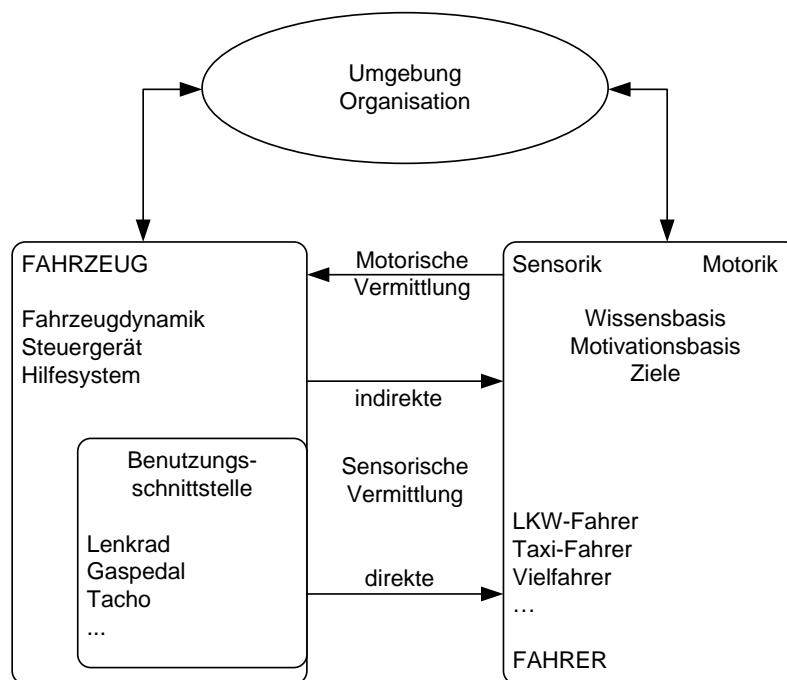 Umgebung
Organisation
FAHRZEUG
Fahrzeugdynamik
Steuergerät
Hilfesystem
Benutzungs-
schnittstelle
Lenkrad
Gaspedal
Tacho
...
Motorische
Vermittlung
indirekte
Sensorische
Vermittlung
direkte
Sensorik Motorik
Wissensbasis
Motivationsbasis
Ziele
LKW-Fahrer
Taxi-Fahrer
Vielfahrer
…
FAHRER